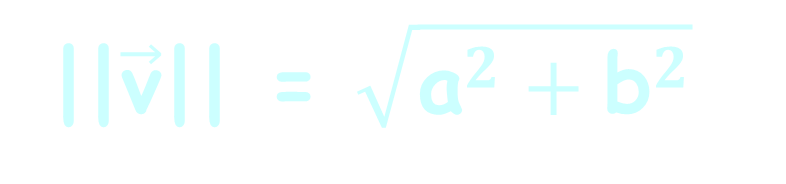 ||v⃗|| = √(a² + b²)